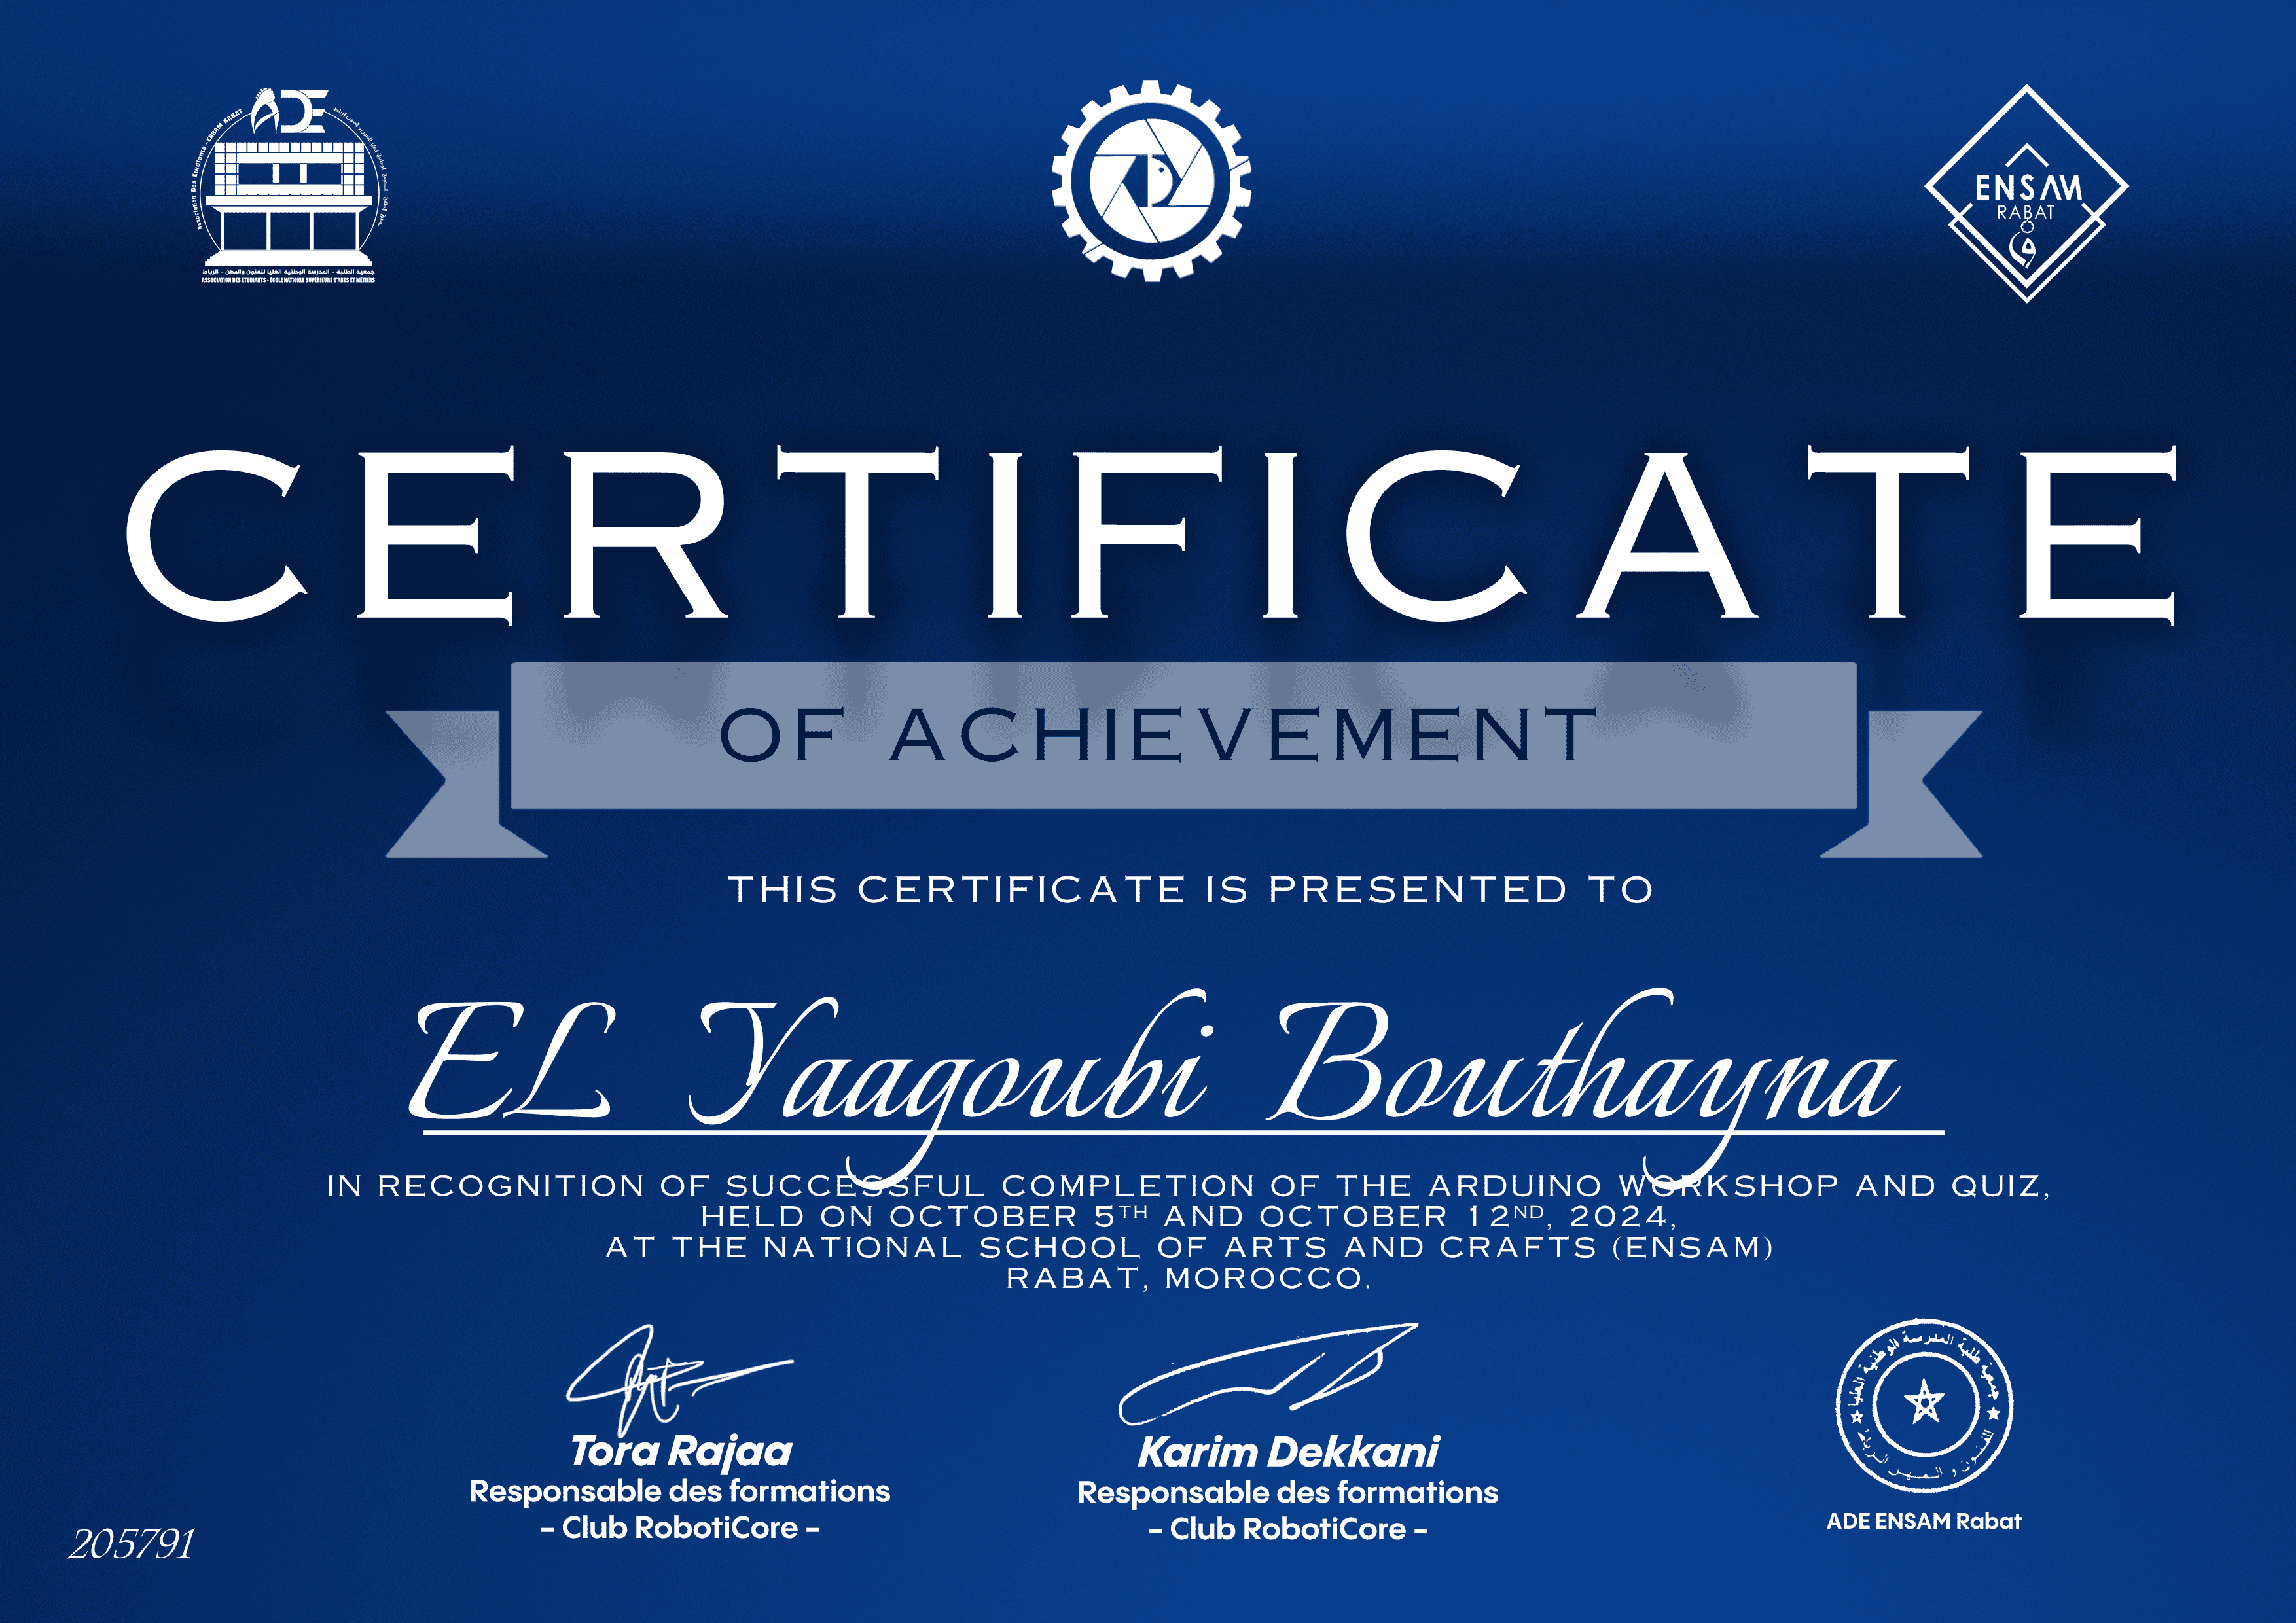 ADE
Association Des Etudiants - ENSAM RABAT
جمعية الطلبة - المدرسة الوطنية العليا للفنون والمهن - الرباط
ASSOCIATION DES ETUDIANTS - ÉCOLE NATIONALE SUPÉRIEURE D'ARTS ET MÉTIERS
ENSAM
RABAT
CERTIFICATE
OF ACHIEVEMENT
THIS CERTIFICATE IS PRESENTED TO
EL Yaagoubi Bouthayna
IN RECOGNITION OF SUCCESSFUL COMPLETION OF THE ARDUINO WORKSHOP AND QUIZ,
HELD ON OCTOBER 5TH AND OCTOBER 12ND, 2024,
AT THE NATIONAL SCHOOL OF ARTS AND CRAFTS (ENSAM)
RABAT, MOROCCO.
Tora Rajaa
Responsable des formations
- Club RobotiCore -
Karim Dekkani
Responsable des formations
- Club RobotiCore -
جمعية طلبة المدرسة الوطنية العليا
للفنون و المهن الرباط
ADE ENSAM Rabat
205791